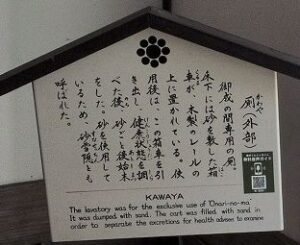 かわや
厠 外部
御成の間専用の厠。
床下には砂を敷いた箱
車が、木製のレールの
上に置かれている。使
用後は、この箱車を引
き出し、健康状態を調
べた後、砂ごと後始末
をした。砂を使用して
いるため、砂雪隠とも
呼ばれた。
KAWAYA
The lavatory was for the exclusive use of "Onari-no-ma"
It was dumped with sand. The cart was filled with sand in
order to separate the excretions for health advisee to examine